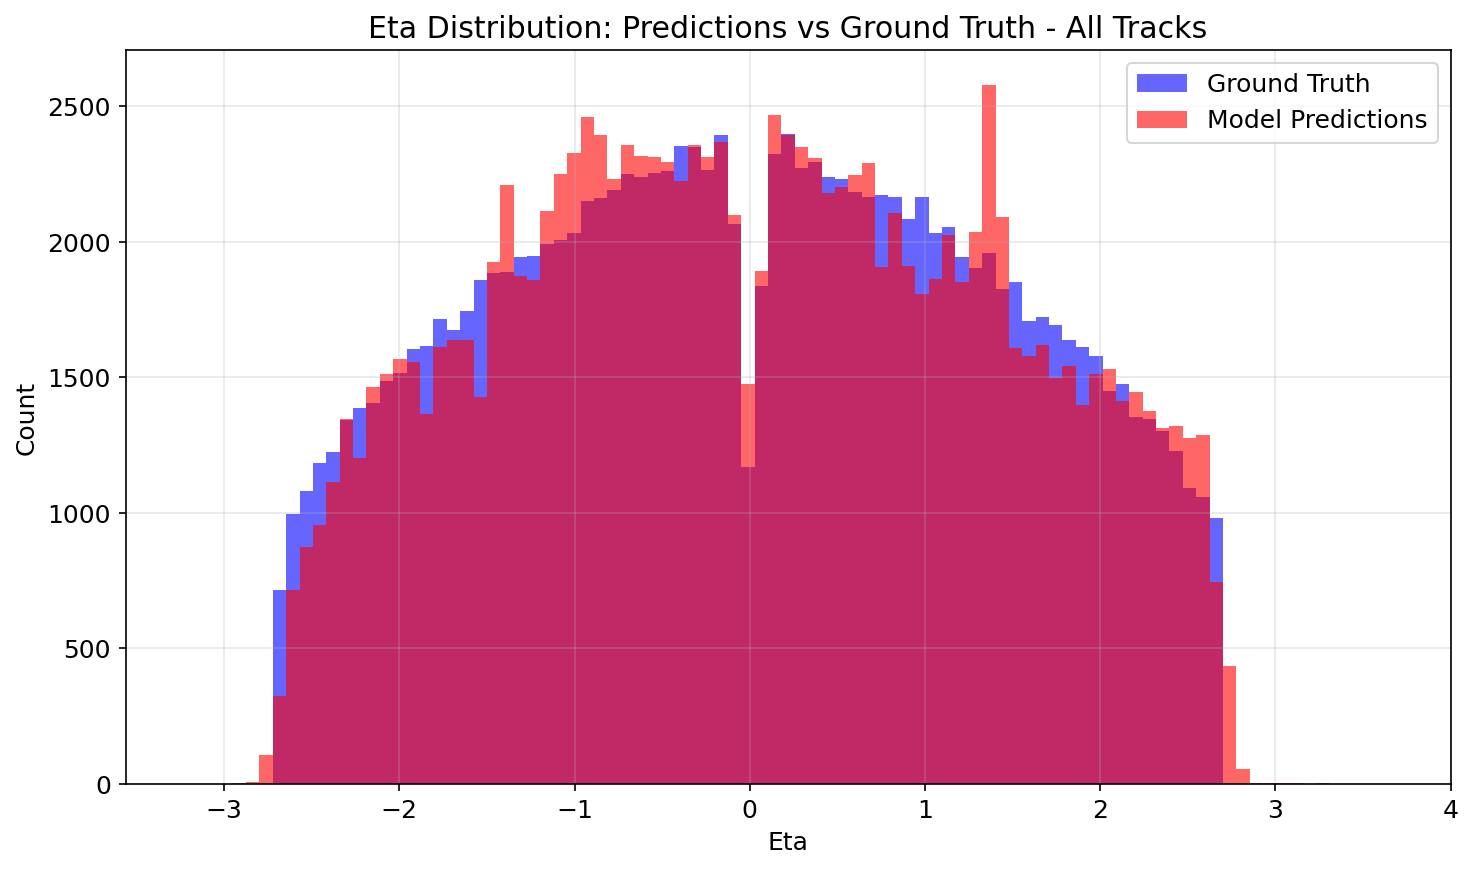 Eta Distribution: Predictions vs Ground Truth - All Tracks
Ground Truth
Model Predictions
2500
2000
1500
1000
500
0
Count
−3 −2 −1 0 1 2 3 4
Eta